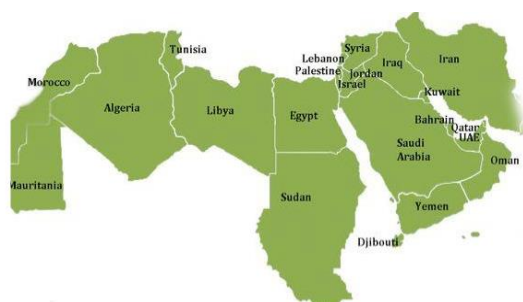 Morocco
Algeria
Tunisia
Libya
Egypt
Mauritania
Sudan
Lebanon
Palestine
Israel
Syria
Jordan
Iraq
Iran
Kuwait
Bahrain
Qatar
UAE
Saudi
Arabia
Oman
Yemen
Djibouti